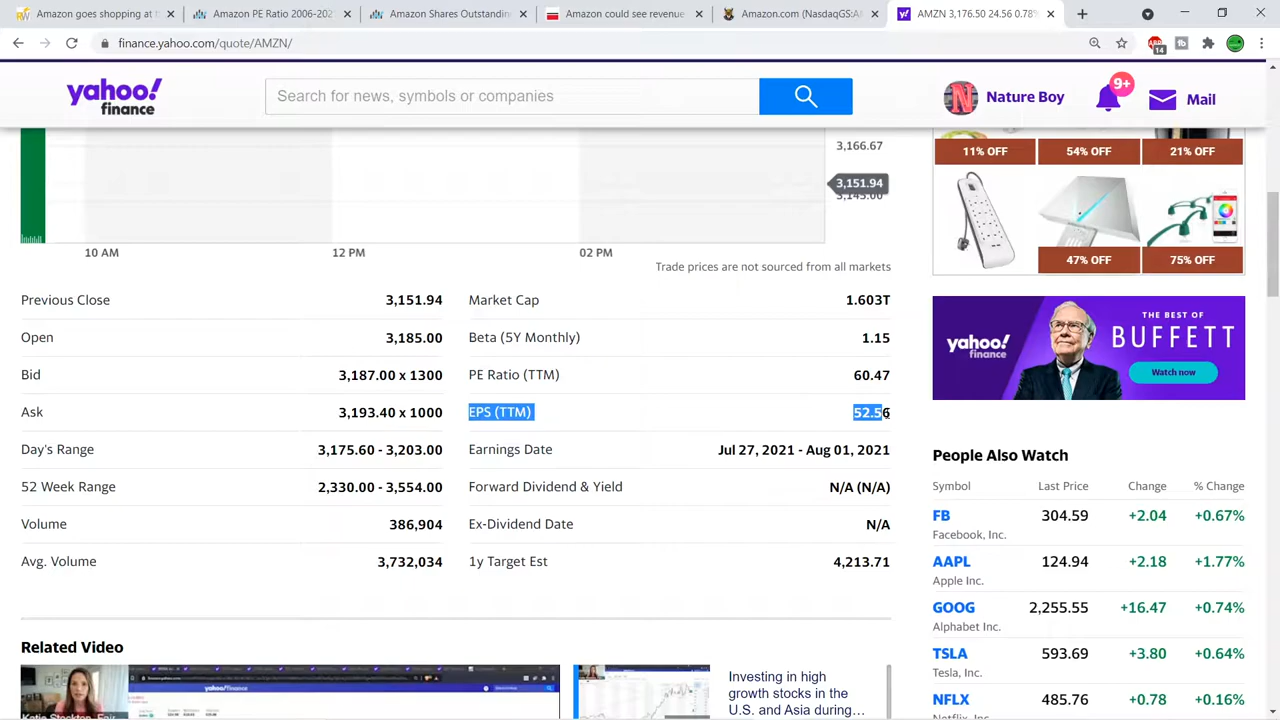 Amazon goes shopping at t
Amazon PE Ratio 2006-202
Amazon Shares Outstandin
Amazon could see revenue
Amazon.com (NasdaqGS:A
AMZN 3,176.50 24.56 0.78%
finance.yahoo.com/quote/AMZN/
14
yahoo!
finance
Search for news, symbols or companies
Nature Boy
9+
Mail
3,166.67
3,151.94
3,145.00
10 AM
12 PM
02 PM
Trade prices are not sourced from all markets
Previous Close 3,151.94
Open 3,185.00
Bid 3,187.00 x 1300
Ask 3,193.40 x 1000
Day's Range 3,175.60 - 3,203.00
52 Week Range 2,330.00 - 3,554.00
Volume 386,904
Avg. Volume 3,732,034
Market Cap 1.603T
Beta (5Y Monthly) 1.15
PE Ratio (TTM) 60.47
EPS (TTM) 52.56
Earnings Date Jul 27, 2021 - Aug 01, 2021
Forward Dividend & Yield N/A (N/A)
Ex-Dividend Date N/A
1y Target Est 4,213.71
11% OFF
54% OFF
21% OFF
47% OFF
75% OFF
yahoo!
finance
THE BEST OF
BUFFETT
Watch now
People Also Watch
Symbol Last Price Change % Change
FB 304.59 +2.04 +0.67%
Facebook, Inc.
AAPL 124.94 +2.18 +1.77%
Apple Inc.
GOOG 2,255.55 +16.47 +0.74%
Alphabet Inc.
TSLA 593.69 +3.80 +0.64%
Tesla, Inc.
NFLX 485.76 +0.78 +0.16%
Netflix, Inc.
Related Video
yahoo!
finance
Katie Stockton, Fair
Investing in high
growth stocks in the
U.S. and Asia during...